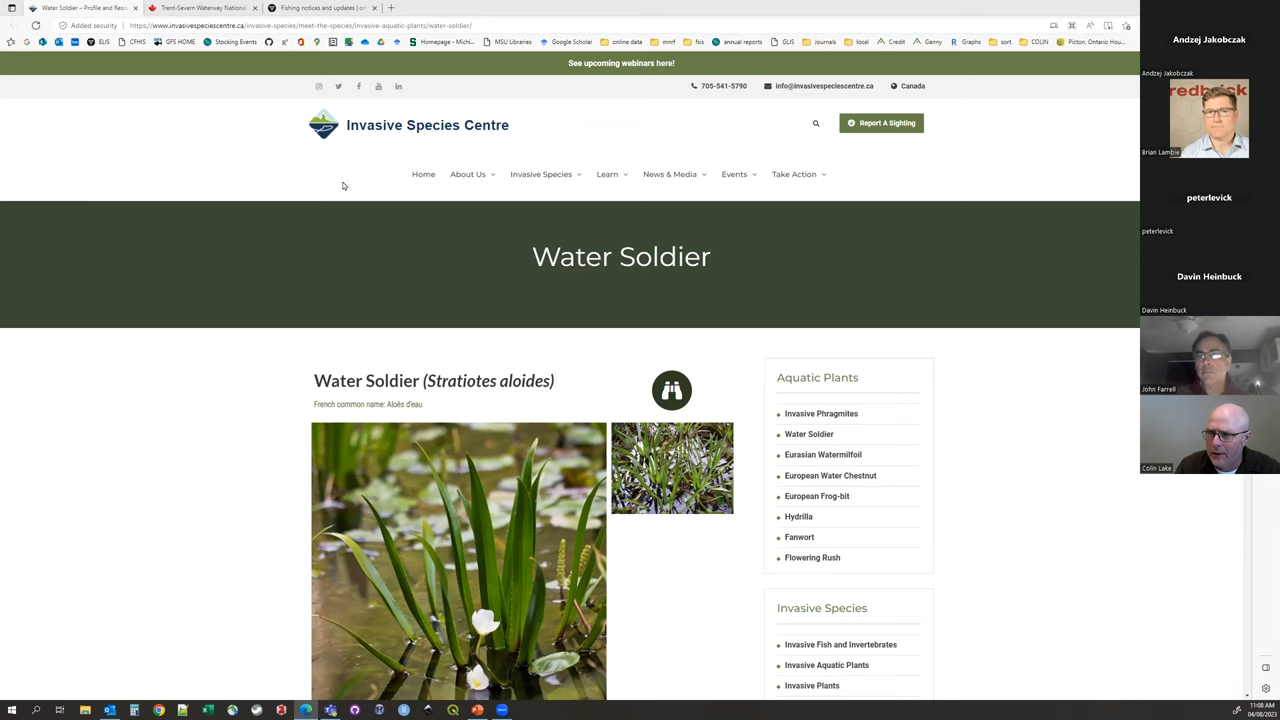 Water Soldier – Profile and Reso
Trent-Severn Waterway National
Fishing notices and updates | on
Added security
https://www.invasivespeciescentre.ca/invasive-species/meet-the-species/invasive-aquatic-plants/water-soldier/
ELIS
CFHIS
GFS HOME
Stocking Events
Homepage - Michi...
MSU Libraries
Google Scholar
online data
mnrf
fsis
annual reports
GLIS
Journals
local
Credit
Ganny
Graphs
sort
COLIN
Picton, Ontario Hou...
See upcoming webinars here!
705-541-5790
info@invasivespeciescentre.ca
Canada
Invasive Species Centre
Report A Sighting
Home
About Us
Invasive Species
Learn
News & Media
Events
Take Action
Water Soldier
Water Soldier (Stratiotes aloides)
French common name: Aloès d'eau
Aquatic Plants
Invasive Phragmites
Water Soldier
Eurasian Watermilfoil
European Water Chestnut
European Frog-bit
Hydrilla
Fanwort
Flowering Rush
Invasive Species
Invasive Fish and Invertebrates
Invasive Aquatic Plants
Invasive Plants
Andzej Jakobczak
Andzej Jakobczak
redbrick
Brian Lambie
peterlevick
peterlevick
Davin Heinbuck
Davin Heinbuck
John Farrell
Colin Lake
11:08 AM
04/08/2023